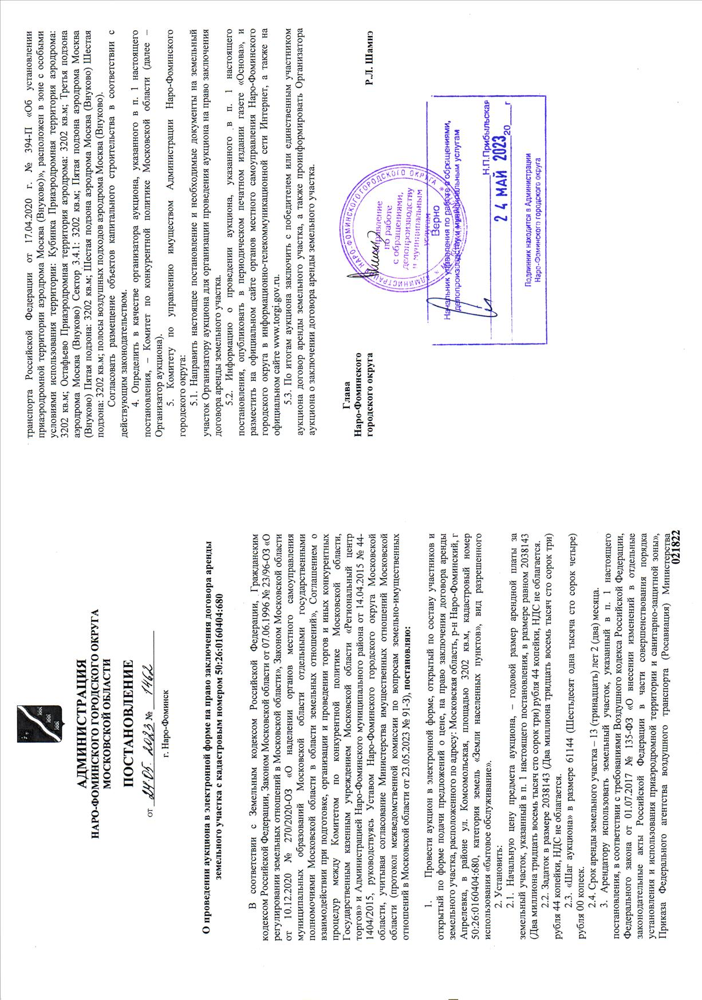 АДМИНИСТРАЦИЯ
НАРО-ФОМИНСКОГО ГОРОДСКОГО ОКРУГА
МОСКОВСКОЙ ОБЛАСТИ
ПОСТАНОВЛЕНИЕ
от 24.05.2023 № 1462
г. Наро-Фоминск
О проведении аукциона в электронной форме на право заключения договора аренды
земельного участка с кадастровым номером 50:26:0160404:680
В соответствии с Земельным кодексом Российской Федерации, Гражданским
кодексом Российской Федерации, Законом Московской области от 07.06.1996 № 23/96-ОЗ «О
регулировании земельных отношений в Московской области», Законом Московской области
от 10.12.2020 № 270/2020-ОЗ «О наделении органов местного самоуправления
муниципальных образований Московской области отдельными государственными
полномочиями Московской области в области земельных отношений», Соглашением о
взаимодействии при подготовке, организации и проведении торгов и иных конкурентных
процедур между Комитетом по конкурентной политике Московской области,
Государственным казенным учреждением Московской области «Региональный центр
торгов» и Администрацией Наро-Фоминского муниципального района от 14.04.2015 № 44-
1404/2015, руководствуясь Уставом Наро-Фоминского городского округа Московской
области, учитывая согласование Министерства имущественных отношений Московской
области (протокол межведомственной комиссии по вопросам земельно-имущественных
отношений в Московской области от 23.05.2023 № 91-З), постановляю:
1. Провести аукцион в электронной форме, открытый по составу участников и
открытый по форме подачи предложений о цене, на право заключения договора аренды
земельного участка, расположенного по адресу: Московская область, р-н Наро-Фоминский, г
Апрелевка, в районе ул. Комсомольская, площадью 3202 кв.м, кадастровый номер
50:26:0160404:680, категория земель «Земли населенных пунктов», вид разрешенного
использования «бытовое обслуживание».
2. Установить:
2.1. Начальную цену предмета аукциона, – годовой размер арендной платы за
земельный участок, указанный в п. 1 настоящего постановления, в размере равном 2038143
(Два миллиона тридцать восемь тысяч сто сорок три) рубля 44 копейки, НДС не облагается.
2.2. Задаток в размере 2038143 (Два миллиона тридцать восемь тысяч сто сорок три)
рубля 44 копейки, НДС не облагается.
2.3. «Шаг аукциона» в размере 61144 (Шестьдесят одна тысяча сто сорок четыре)
рубля 00 копеек.
2.4. Срок аренды земельного участка – 13 (тринадцать) лет 2 (два) месяца.
3. Арендатору использовать земельный участок, указанный в п. 1 настоящего
постановления, в соответствии с требованиями Воздушного кодекса Российской Федерации,
Федерального закона от 01.07.2017 № 135-ФЗ «О внесении изменений в отдельные
законодательные акты Российской Федерации в части совершенствования порядка
установления и использования приаэродромной территории и санитарно-защитной зоны»,
Приказа Федерального агентства воздушного транспорта (Росавиация) Министерства
021822
транспорта Российской Федерации от 17.04.2020 г. № 394-П «Об установлении
приаэродромной территории аэродрома Москва (Внуково)», расположен в зоне с особыми
условиями использования территории: Кубинка Приаэродромная территория аэродрома:
3202 кв.м; Остафьево Приаэродромная территория аэродрома: 3202 кв.м; Третья подзона
аэродрома Москва (Внуково) Сектор 3.4.1: 3202 кв.м; Пятая подзона аэродрома Москва
(Внуково) Пятая подзона: 3202 кв.м; Шестая подзона аэродрома Москва (Внуково) Шестая
подзона: 3202 кв.м; полосы воздушных подходов аэродрома Москва (Внуково).
Согласовать размещение объектов капитального строительства в соответствии с
действующим законодательством.
4. Определить в качестве организатора аукциона, указанного в п. 1 настоящего
постановления, – Комитет по конкурентной политике Московской области (далее –
Организатор аукциона).
5. Комитету по управлению имуществом Администрации Наро-Фоминского
городского округа:
5.1. Направить настоящее постановление и необходимые документы на земельный
участок Организатору аукциона для организации проведения аукциона на право заключения
договора аренды земельного участка.
5.2. Информацию о проведении аукциона, указанного в п. 1 настоящего
постановления, опубликовать в периодическом печатном издании газете «Основа», и
разместить на официальном сайте органов местного самоуправления Наро-Фоминского
городского округа в информационно-телекоммуникационной сети Интернет, а также на
официальном сайте www.torgi.gov.ru.
5.3. По итогам аукциона заключить с победителем или единственным участником
аукциона договор аренды земельного участка, а также проинформировать Организатора
аукциона о заключении договора аренды земельного участка.
Глава
Наро-Фоминского
городского округа Р.Л. Шамнэ
Управление
по работе
с обращениями,
делопроизводству
и муниципальным
услугам
Верно
Начальник управления по работе с обращениями,
делопроизводству и муниципальным услугам
Н.П.Прибыльская
24 МАЙ 2023 20 г
Подлинник находится в Администрации
Наро-Фоминского городского округа